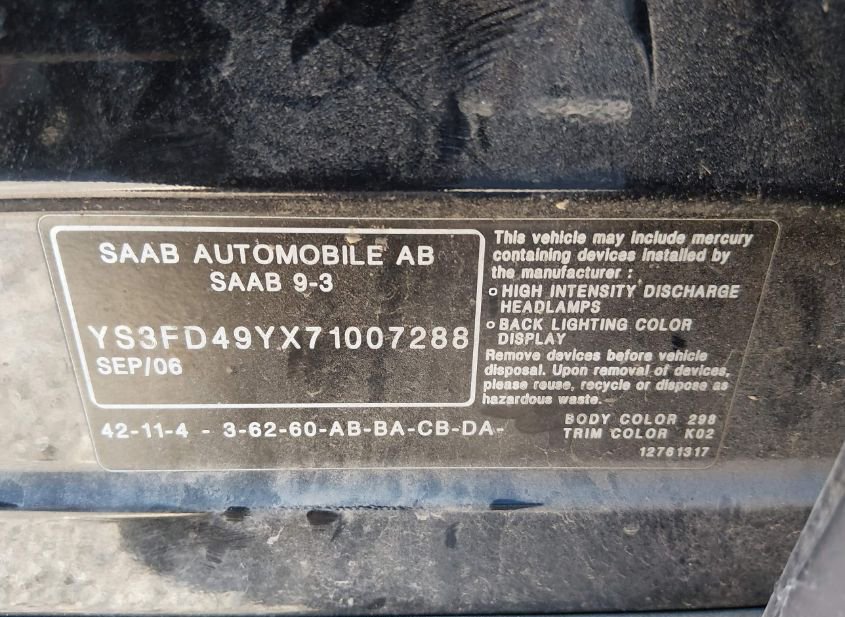 SAAB AUTOMOBILE AB
SAAB 9-3
YS3FD49YX71007288
SEP/06
This vehicle may include mercury
containing devices installed by
the manufacturer :
o HIGH INTENSITY DISCHARGE
HEADLAMPS
o BACK LIGHTING COLOR
DISPLAY
Remove devices before vehicle
disposal. Upon removal of devices,
please reuse, recycle or dispose as
hazardous waste.
42-11-4 - 3-62-60-AB-BA-CB-DA-
BODY COLOR 298
TRIM COLOR K02
12761317